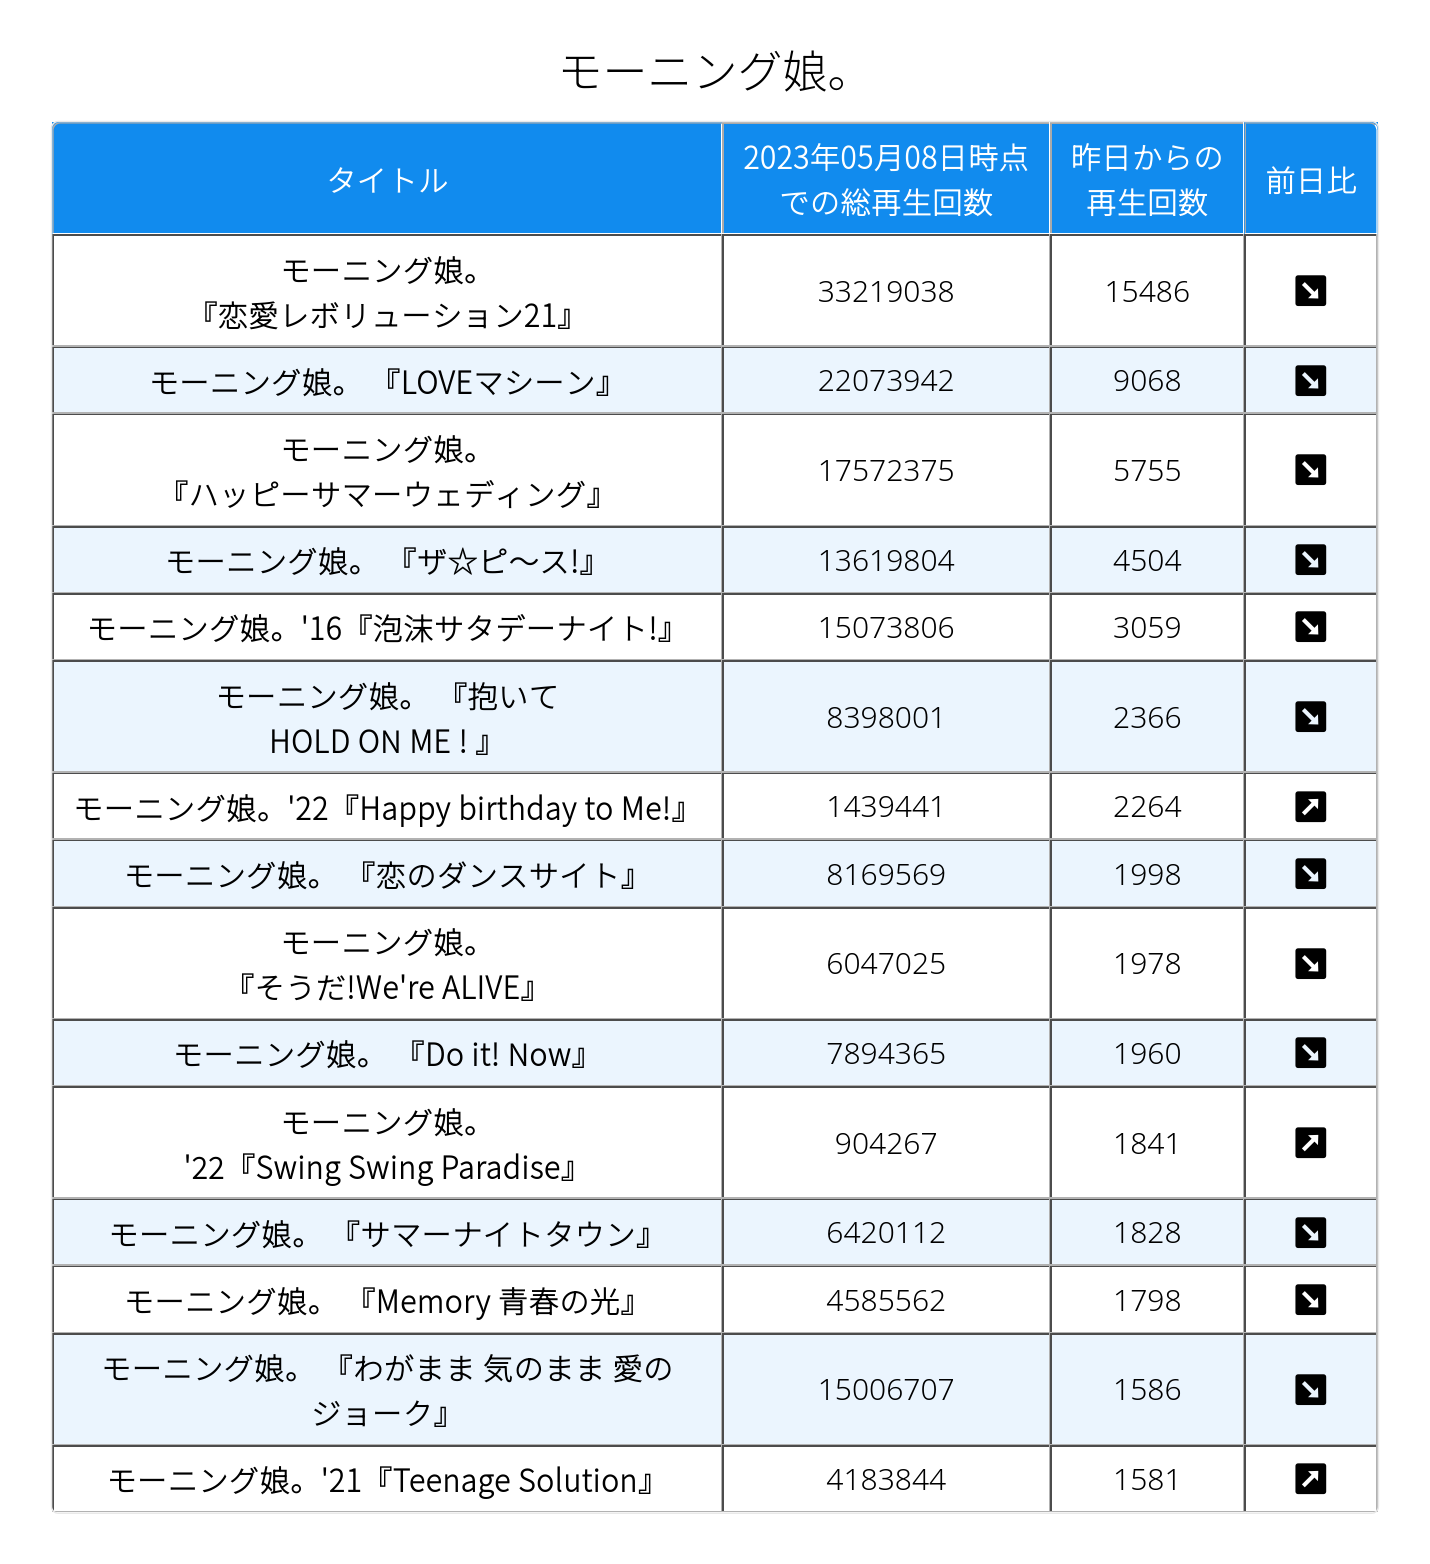 モーニング娘。
タイトル
2023年05月08日時点
での総再生回数
昨日からの
再生回数
前日比
モーニング娘。
『恋愛レボリューション21』
33219038
15486
モーニング娘。 『LOVEマシーン』
22073942
9068
モーニング娘。
『ハッピーサマーウェディング』
17572375
5755
モーニング娘。 『ザ☆ピ〜ス!』
13619804
4504
モーニング娘。'16『泡沫サタデーナイト!』
15073806
3059
モーニング娘。 『抱いて
HOLD ON ME ! 』
8398001
2366
モーニング娘。'22『Happy birthday to Me!』
1439441
2264
モーニング娘。 『恋のダンスサイト』
8169569
1998
モーニング娘。
『そうだ!We're ALIVE』
6047025
1978
モーニング娘。 『Do it! Now』
7894365
1960
モーニング娘。
'22『Swing Swing Paradise』
904267
1841
モーニング娘。 『サマーナイトタウン』
6420112
1828
モーニング娘。 『Memory 青春の光』
4585562
1798
モーニング娘。 『わがまま 気のまま 愛の
ジョーク』
15006707
1586
モーニング娘。'21『Teenage Solution』
4183844
1581